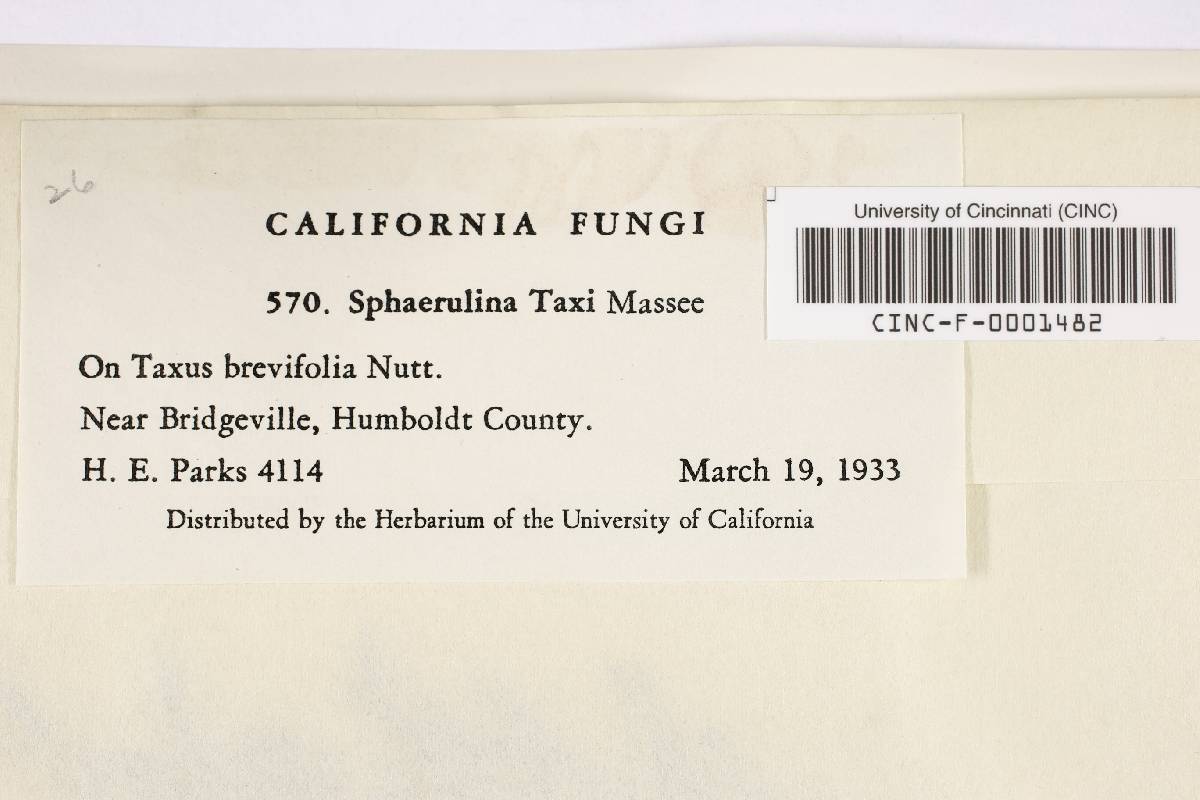 26
CALIFORNIA FUNGI
570. Sphaerulina Taxi Massee
On Taxus brevifolia Nutt.
Near Bridgeville, Humboldt County.
H. E. Parks 4114 March 19, 1933
Distributed by the Herbarium of the University of California
University of Cincinnati (CINC)
CINC-F-0001482